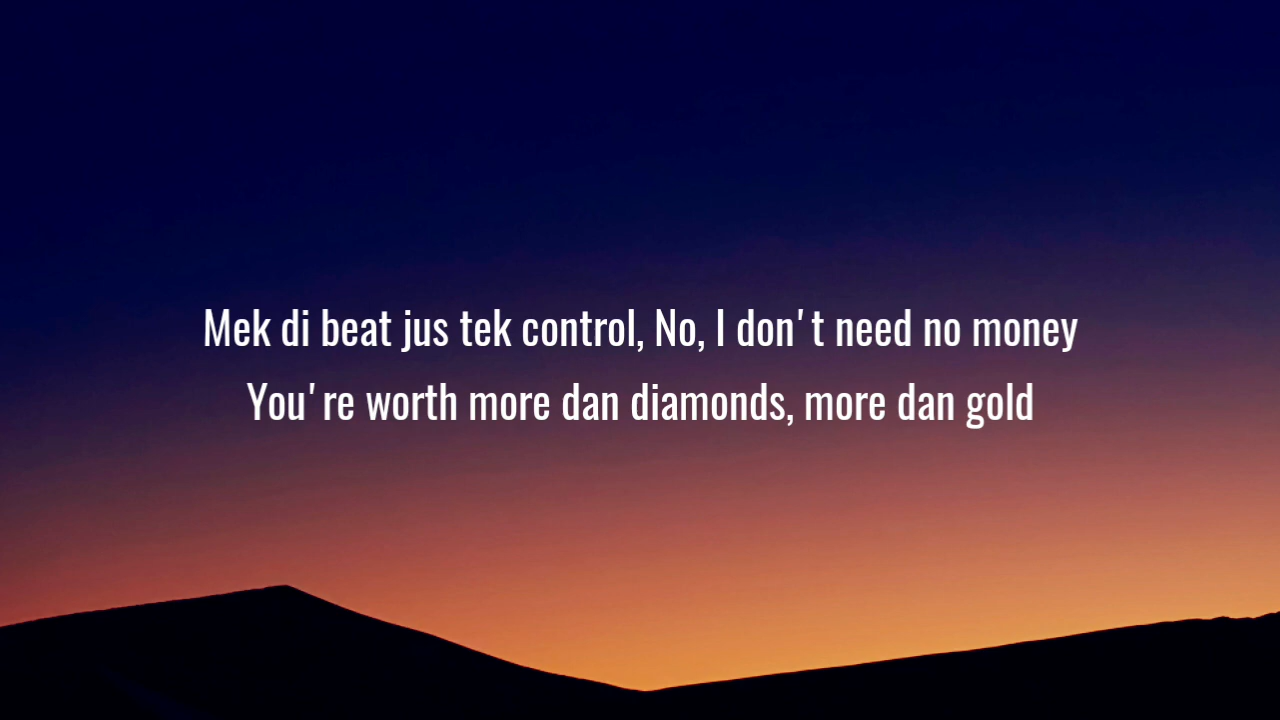 Mek di beat jus tek control, No, I don't need no money
You're worth more dan diamonds, more dan gold